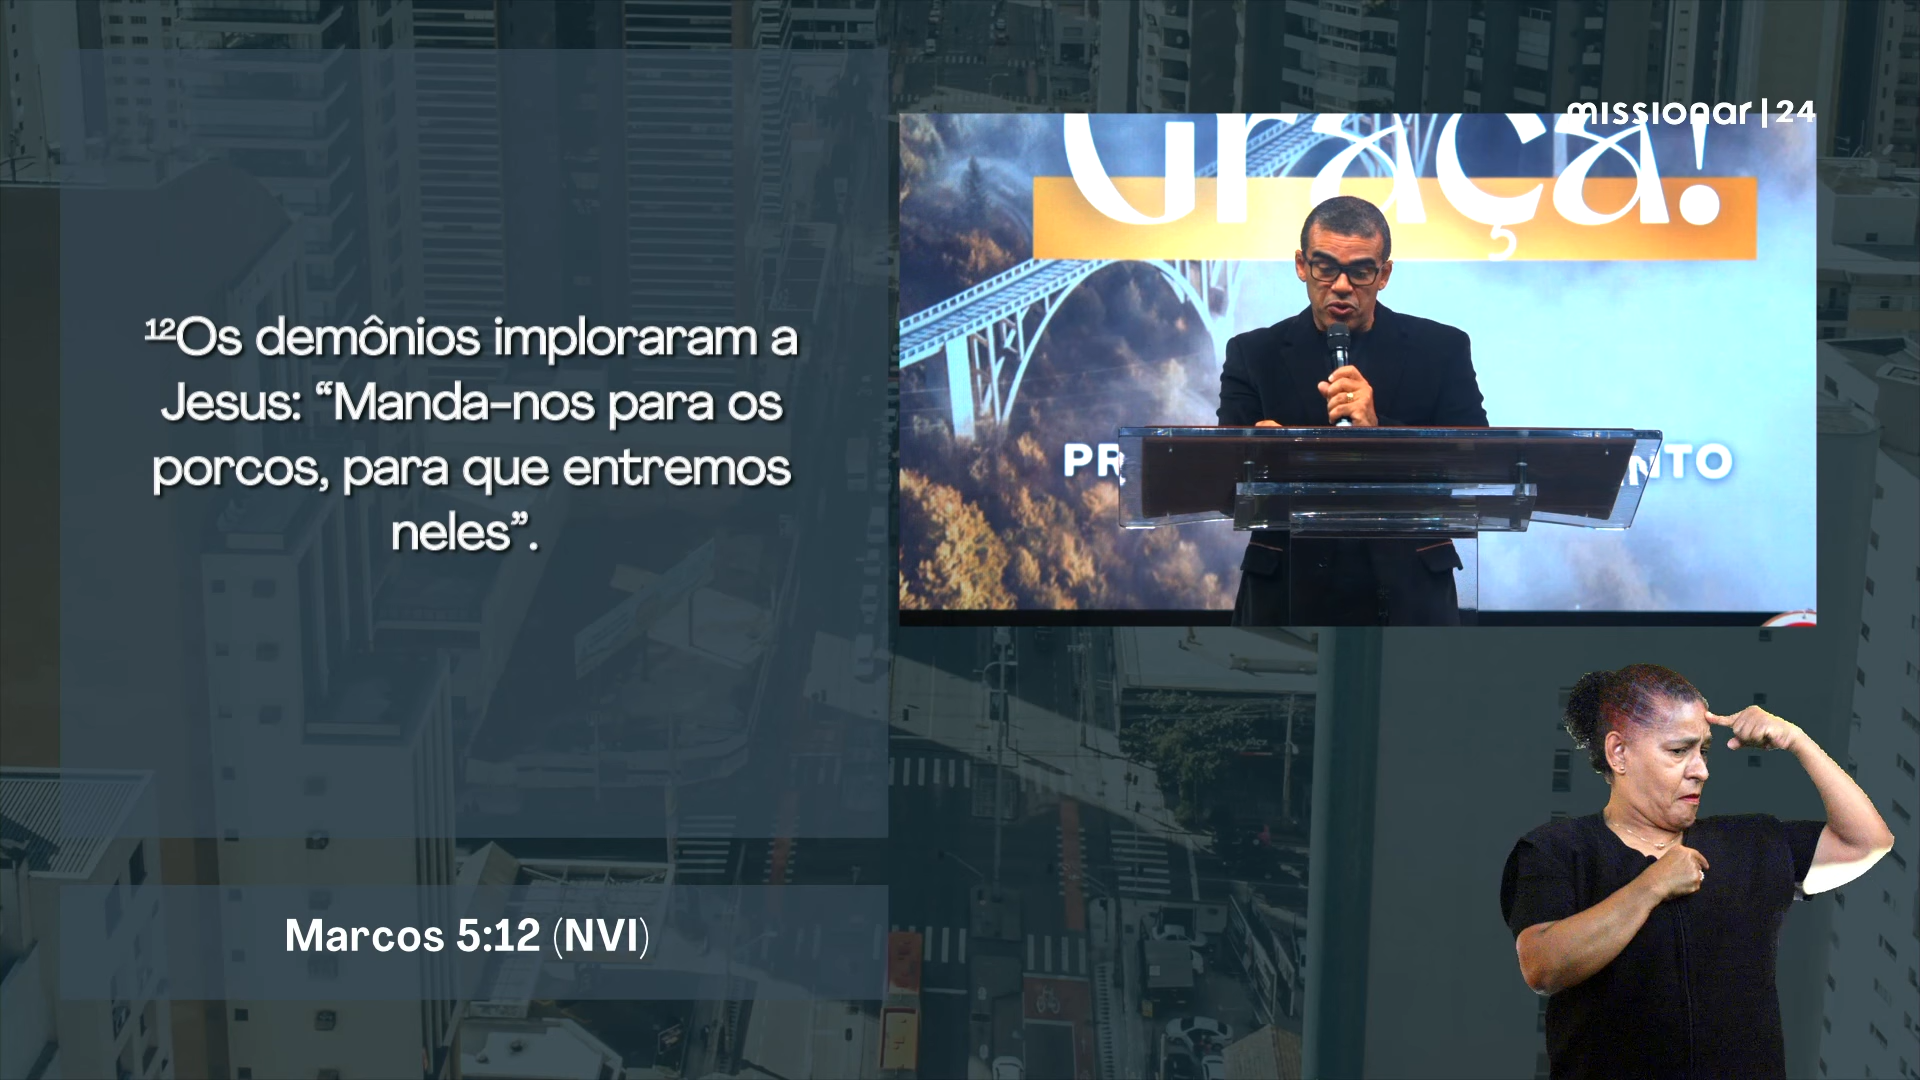 missionar|24
Graça!
¹²Os demônios imploraram a
Jesus: “Manda-nos para os
porcos, para que entremos
neles”.
Marcos 5:12 (NVI)